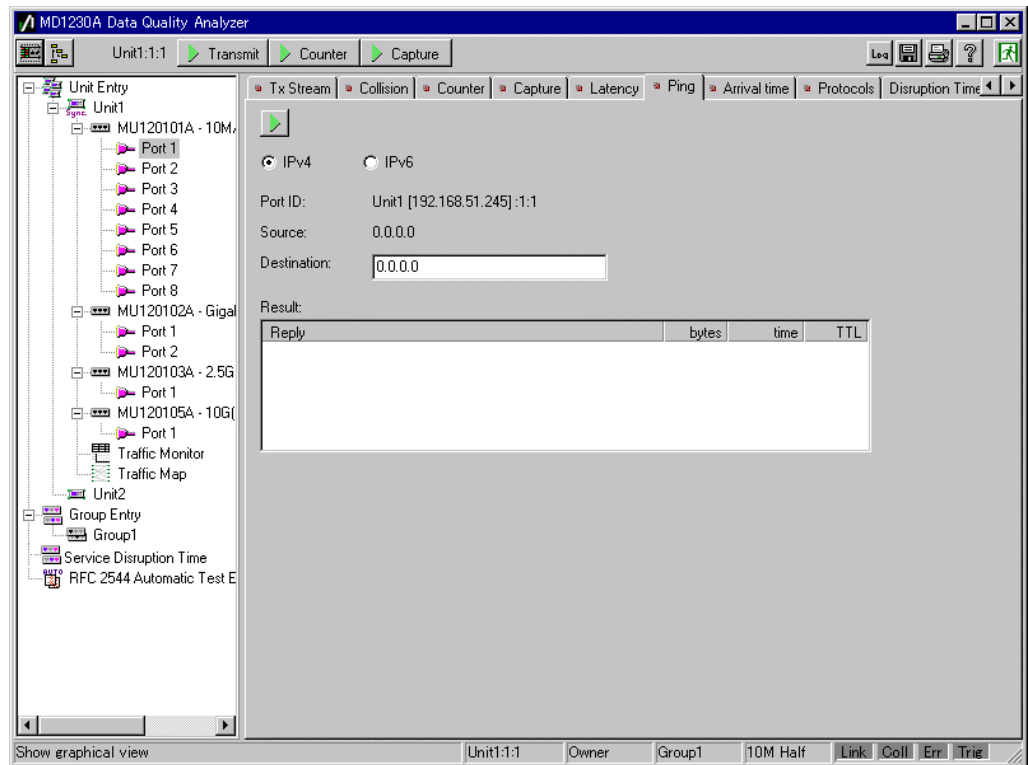 MD1230A Data Quality Analyzer
Unit1:1:1 Transmit Counter Capture Log ?
Unit Entry
Unit1
Sync.
MU120101A - 10M/
Port 1
Port 2
Port 3
Port 4
Port 5
Port 6
Port 7
Port 8
MU120102A - Gigal
Port 1
Port 2
MU120103A - 2.5G
Port 1
MU120105A - 10G(
Port 1
Traffic Monitor
Traffic Map
Unit2
Group Entry
Group1
Service Disruption Time
AUTO
RFC 2544 Automatic Test E
Tx Stream Collision Counter Capture Latency Ping Arrival time Protocols Disruption Time
IPv4 IPv6
Port ID: Unit1 [192.168.51.245] :1:1
Source: 0.0.0.0
Destination: 0.0.0.0
Result:
Reply bytes time TTL
Show graphical view Unit1:1:1 Owner Group1 10M Half Link Coll Err Trig